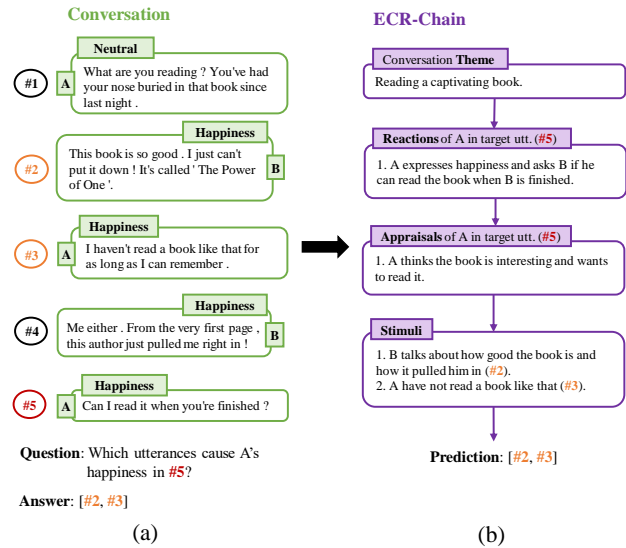 Conversation
Neutral
#1
A
What are you reading ? You've had
your nose buried in that book since
last night .
Happiness
#2
This book is so good . I just can't
put it down ! It's called ' The Power
of One '.
B
Happiness
#3
A
I haven't read a book like that for
as long as I can remember .
Happiness
#4
Me either . From the very first page ,
this author just pulled me right in !
B
Happiness
#5
A
Can I read it when you're finished ?
Question: Which utterances cause A's
happiness in #5?
Answer: [#2, #3]
(a)
ECR-Chain
Conversation Theme
Reading a captivating book.
Reactions of A in target utt. (#5)
1. A expresses happiness and asks B if he
can read the book when B is finished.
Appraisals of A in target utt. (#5)
1. A thinks the book is interesting and wants
to read it.
Stimuli
1. B talks about how good the book is and
how it pulled him in (#2).
2. A have not read a book like that (#3).
Prediction: [#2, #3]
(b)